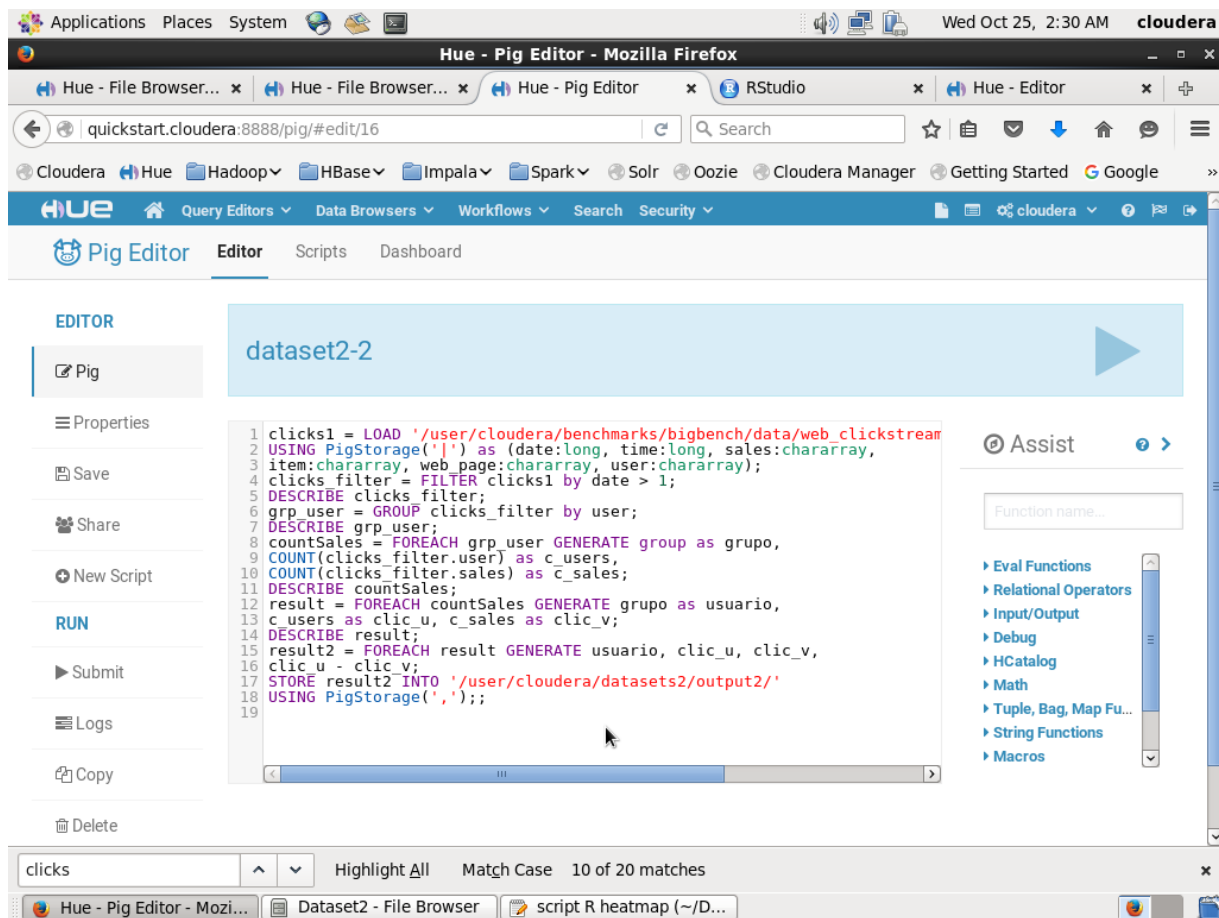 Applications Places System Wed Oct 25, 2:30 AM cloudera
Hue - Pig Editor - Mozilla Firefox
Hue - File Browser... Hue - File Browser... Hue - Pig Editor RStudio Hue - Editor
quickstart.cloudera:8888/pig/#edit/16 Search
Cloudera Hue Hadoop HBase Impala Spark Solr Oozie Cloudera Manager Getting Started Google »
HUE Query Editors Data Browsers Workflows Search Security cloudera
Pig Editor Editor Scripts Dashboard
EDITOR
Pig
Properties
Save
Share
New Script
RUN
Submit
Logs
Copy
Delete
dataset2-2
1 clicks1 = LOAD '/user/cloudera/benchmarks/bigbench/data/web_clickstream
2 USING PigStorage('|') as (date:long, time:long, sales:chararray,
3 item:chararray, web_page:chararray, user:chararray);
4 clicks_filter = FILTER clicks1 by date > 1;
5 DESCRIBE clicks_filter;
6 grp_user = GROUP clicks_filter by user;
7 DESCRIBE grp_user;
8 countSales = FOREACH grp_user GENERATE group as grupo,
9 COUNT(clicks_filter.user) as c_users,
10 COUNT(clicks_filter.sales) as c_sales;
11 DESCRIBE countSales;
12 result = FOREACH countSales GENERATE grupo as usuario,
13 c_users as clic_u, c_sales as clic_v;
14 DESCRIBE result;
15 result2 = FOREACH result GENERATE usuario, clic_u, clic_v,
16 clic_u - clic_v;
17 STORE result2 INTO '/user/cloudera/datasets2/output2/'
18 USING PigStorage(',');;
19
Assist
Function name...
Eval Functions
Relational Operators
Input/Output
Debug
HCatalog
Math
Tuple, Bag, Map Fu...
String Functions
Macros
clicks Highlight All Match Case 10 of 20 matches
Hue - Pig Editor - Mozi... Dataset2 - File Browser script R heatmap (~/D...